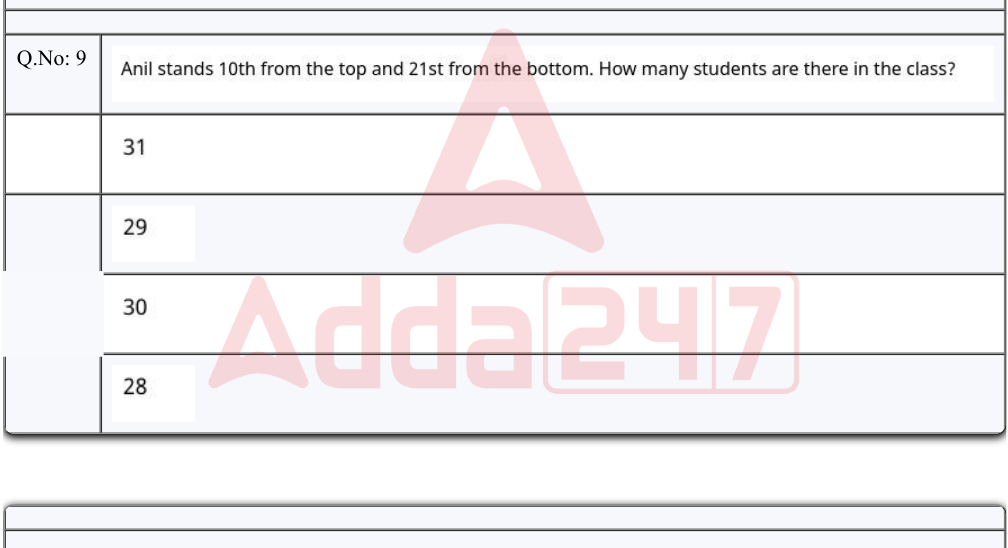 Q.No: 9
Anil stands 10th from the top and 21st from the bottom. How many students are there in the class?
31
29
30
28
Adda247